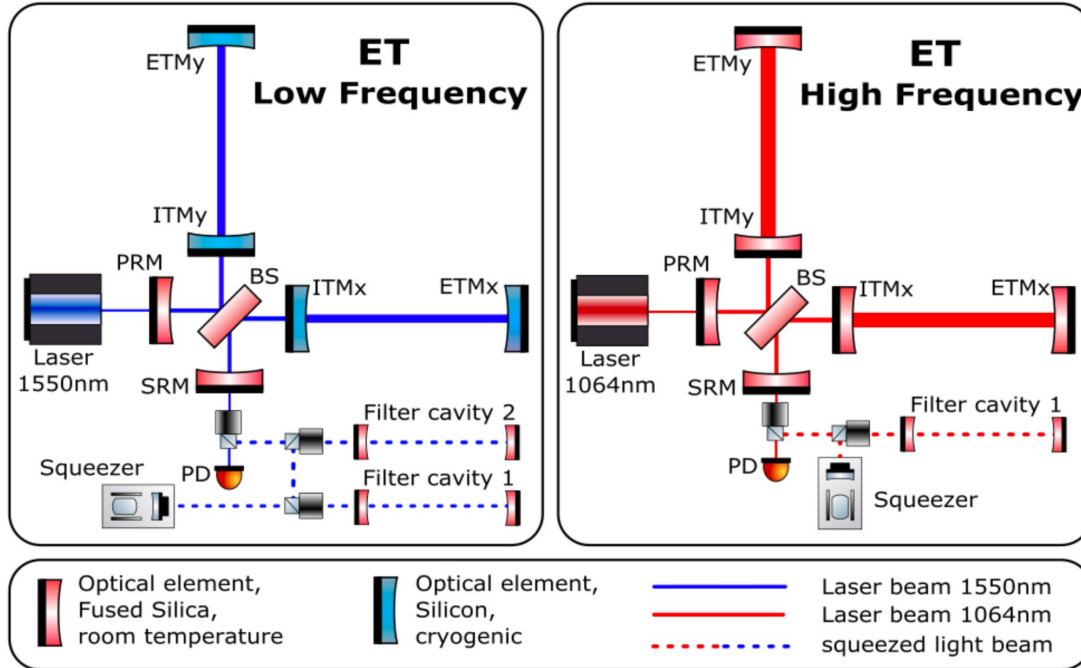 ET
Low Frequency
ETMy
ITMy
PRM
BS
ITMx
ETMx
Laser
1550nm
SRM
Filter cavity 2
PD
Squeezer
Filter cavity 1
ET
High Frequency
ETMy
ITMy
PRM
BS
ITMx
ETMx
Laser
1064nm
SRM
Filter cavity 1
PD
Squeezer
Optical element,
Fused Silica,
room temperature
Optical element,
Silicon,
cryogenic
Laser beam 1550nm
Laser beam 1064nm
squeezed light beam